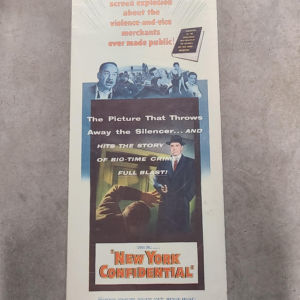 screen explosion
about the
violence-and-vice
merchants
ever made public!
The Picture That Throws
Away the Silencer...AND
HITS THE STORY
OF BIG-TIME CRIME
FULL BLAST!
"NEW YORK
CONFIDENTIAL"